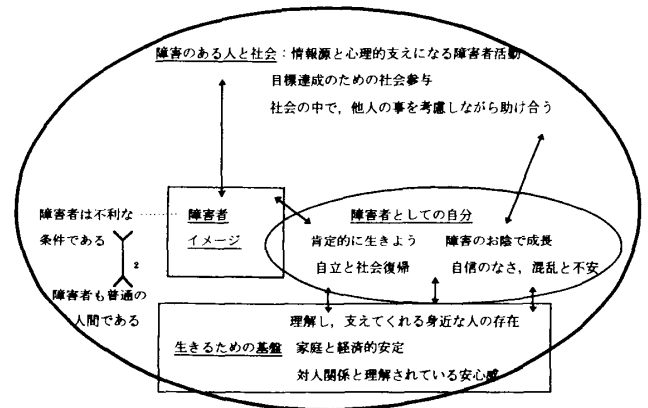 障害のある人と社会：情報源と心理的支えになる障害者活動
目標達成のための社会参与
社会の中で，他人の事を考慮しながら助け合う
障害者は不利な
条件である
2
障害者も普通の
人間である
障害者
イメージ
障害者としての自分
肯定的に生きよう 障害のお陰で成長
自立と社会復帰 自信のなさ，混乱と不安
理解し，支えてくれる身近な人の存在
生きるための基盤 家庭と経済的安定
対人関係と理解されている安心感